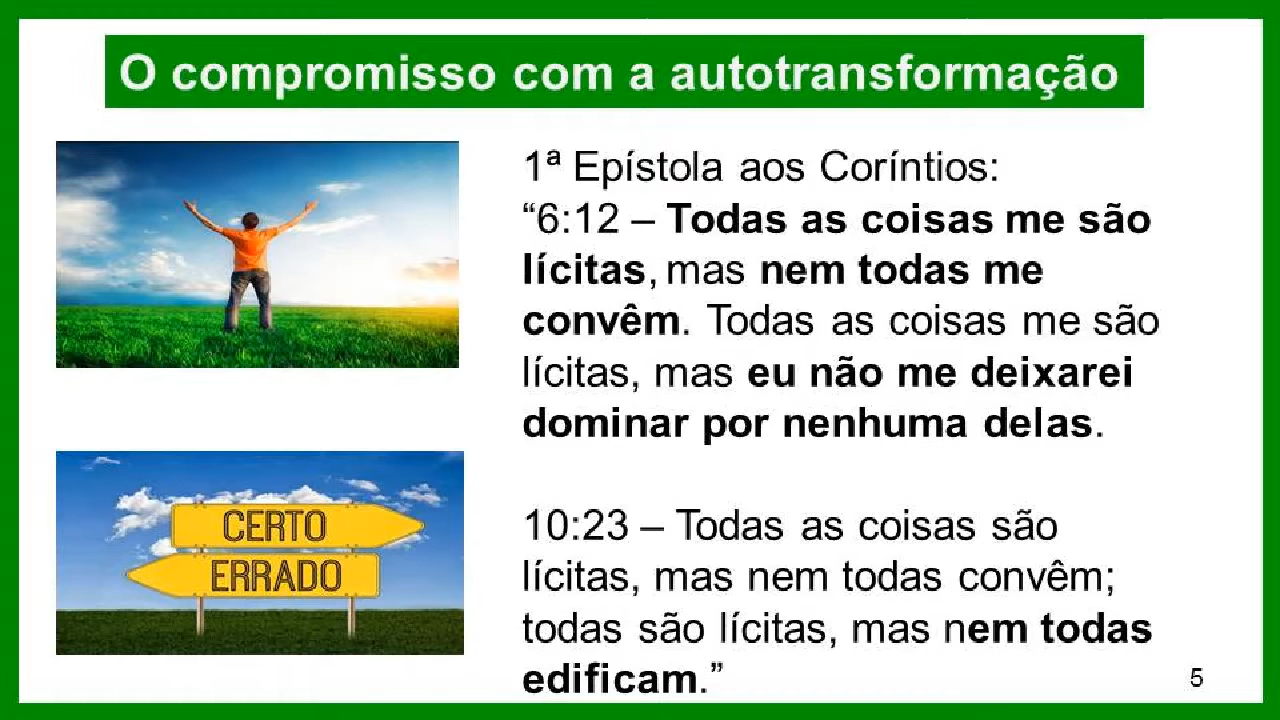 O compromisso com a autotransformação
1ª Epístola aos Coríntios:
“6:12 – Todas as coisas me são
lícitas, mas nem todas me
convêm. Todas as coisas me são
lícitas, mas eu não me deixarei
dominar por nenhuma delas.
10:23 – Todas as coisas são
lícitas, mas nem todas convêm;
todas são lícitas, mas nem todas
edificam.”
CERTO
ERRADO
5